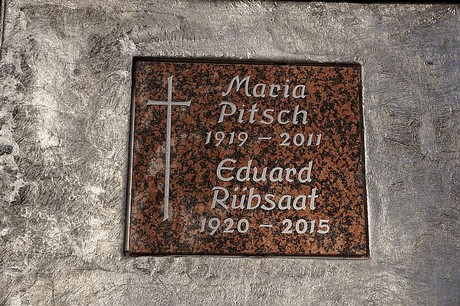 Maria
Pitsch
1919 – 2011
Eduard
Rübsaat
1920 – 2015